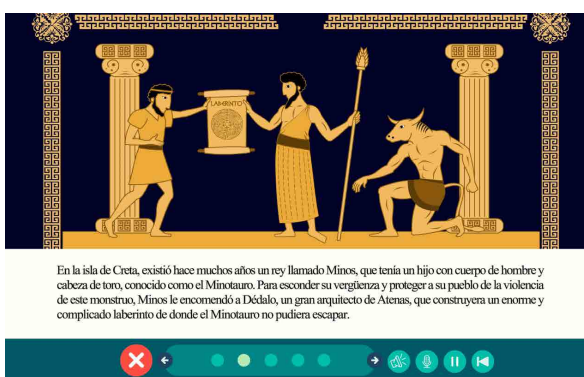 LABERINTO
En la isla de Creta, existió hace muchos años un rey llamado Minos, que tenía un hijo con cuerpo de hombre y
cabeza de toro, conocido como el Minotauro. Para esconder su vergüenza y proteger a su pueblo de la violencia
de este monstruo, Minos le encomendó a Dédalo, un gran arquitecto de Atenas, que construyera un enorme y
complicado laberinto de donde el Minotauro no pudiera escapar.